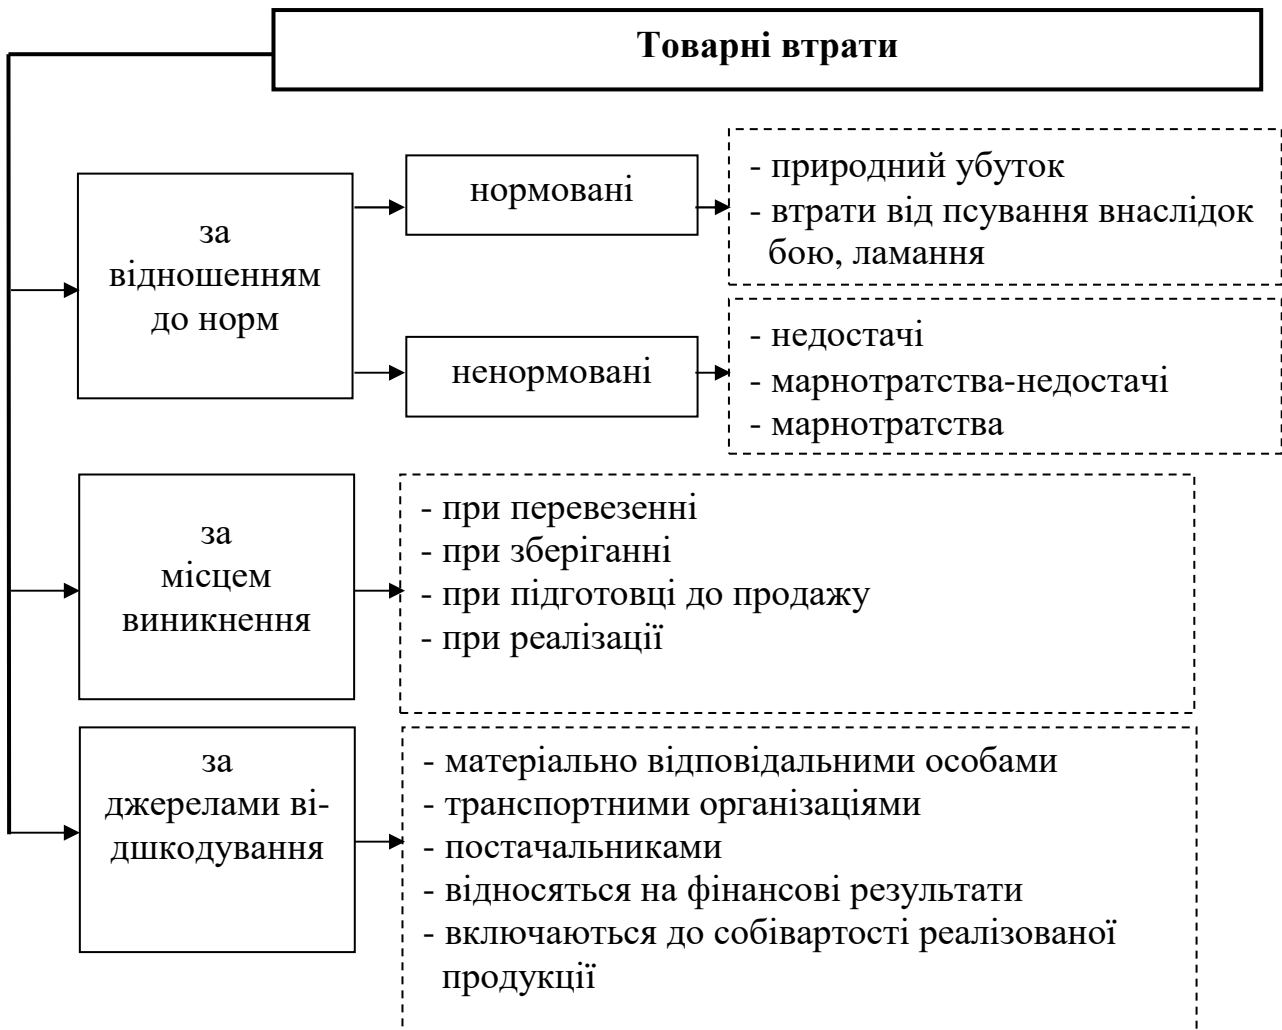 Товарні втрати
за
відношенням
до норм
нормовані
- природний убуток
- втрати від псування внаслідок
бою, ламання
ненормовані
- недостачі
- марнотратства-недостачі
- марнотратства
за
місцем
виникнення
- при перевезенні
- при зберіганні
- при підготовці до продажу
- при реалізації
за
джерелами ві-
дшкодування
- матеріально відповідальними особами
- транспортними організаціями
- постачальниками
- відносяться на фінансові результати
- включаються до собівартості реалізованої
продукції